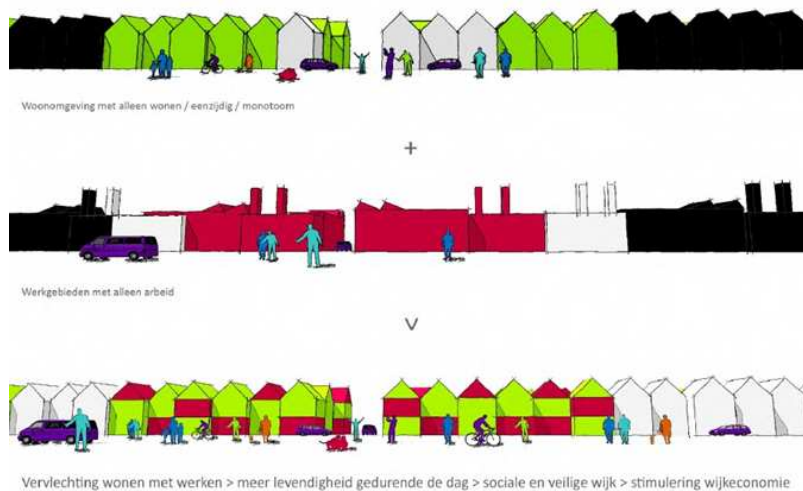 Woonomgeving met alleen wonen / eenzijdig / monotoom
+
Werkgebieden met alleen arbeid
V
Vervlechting wonen met werken > meer levendigheid gedurende de dag > sociale en veilige wijk > stimulering wijkeconomie